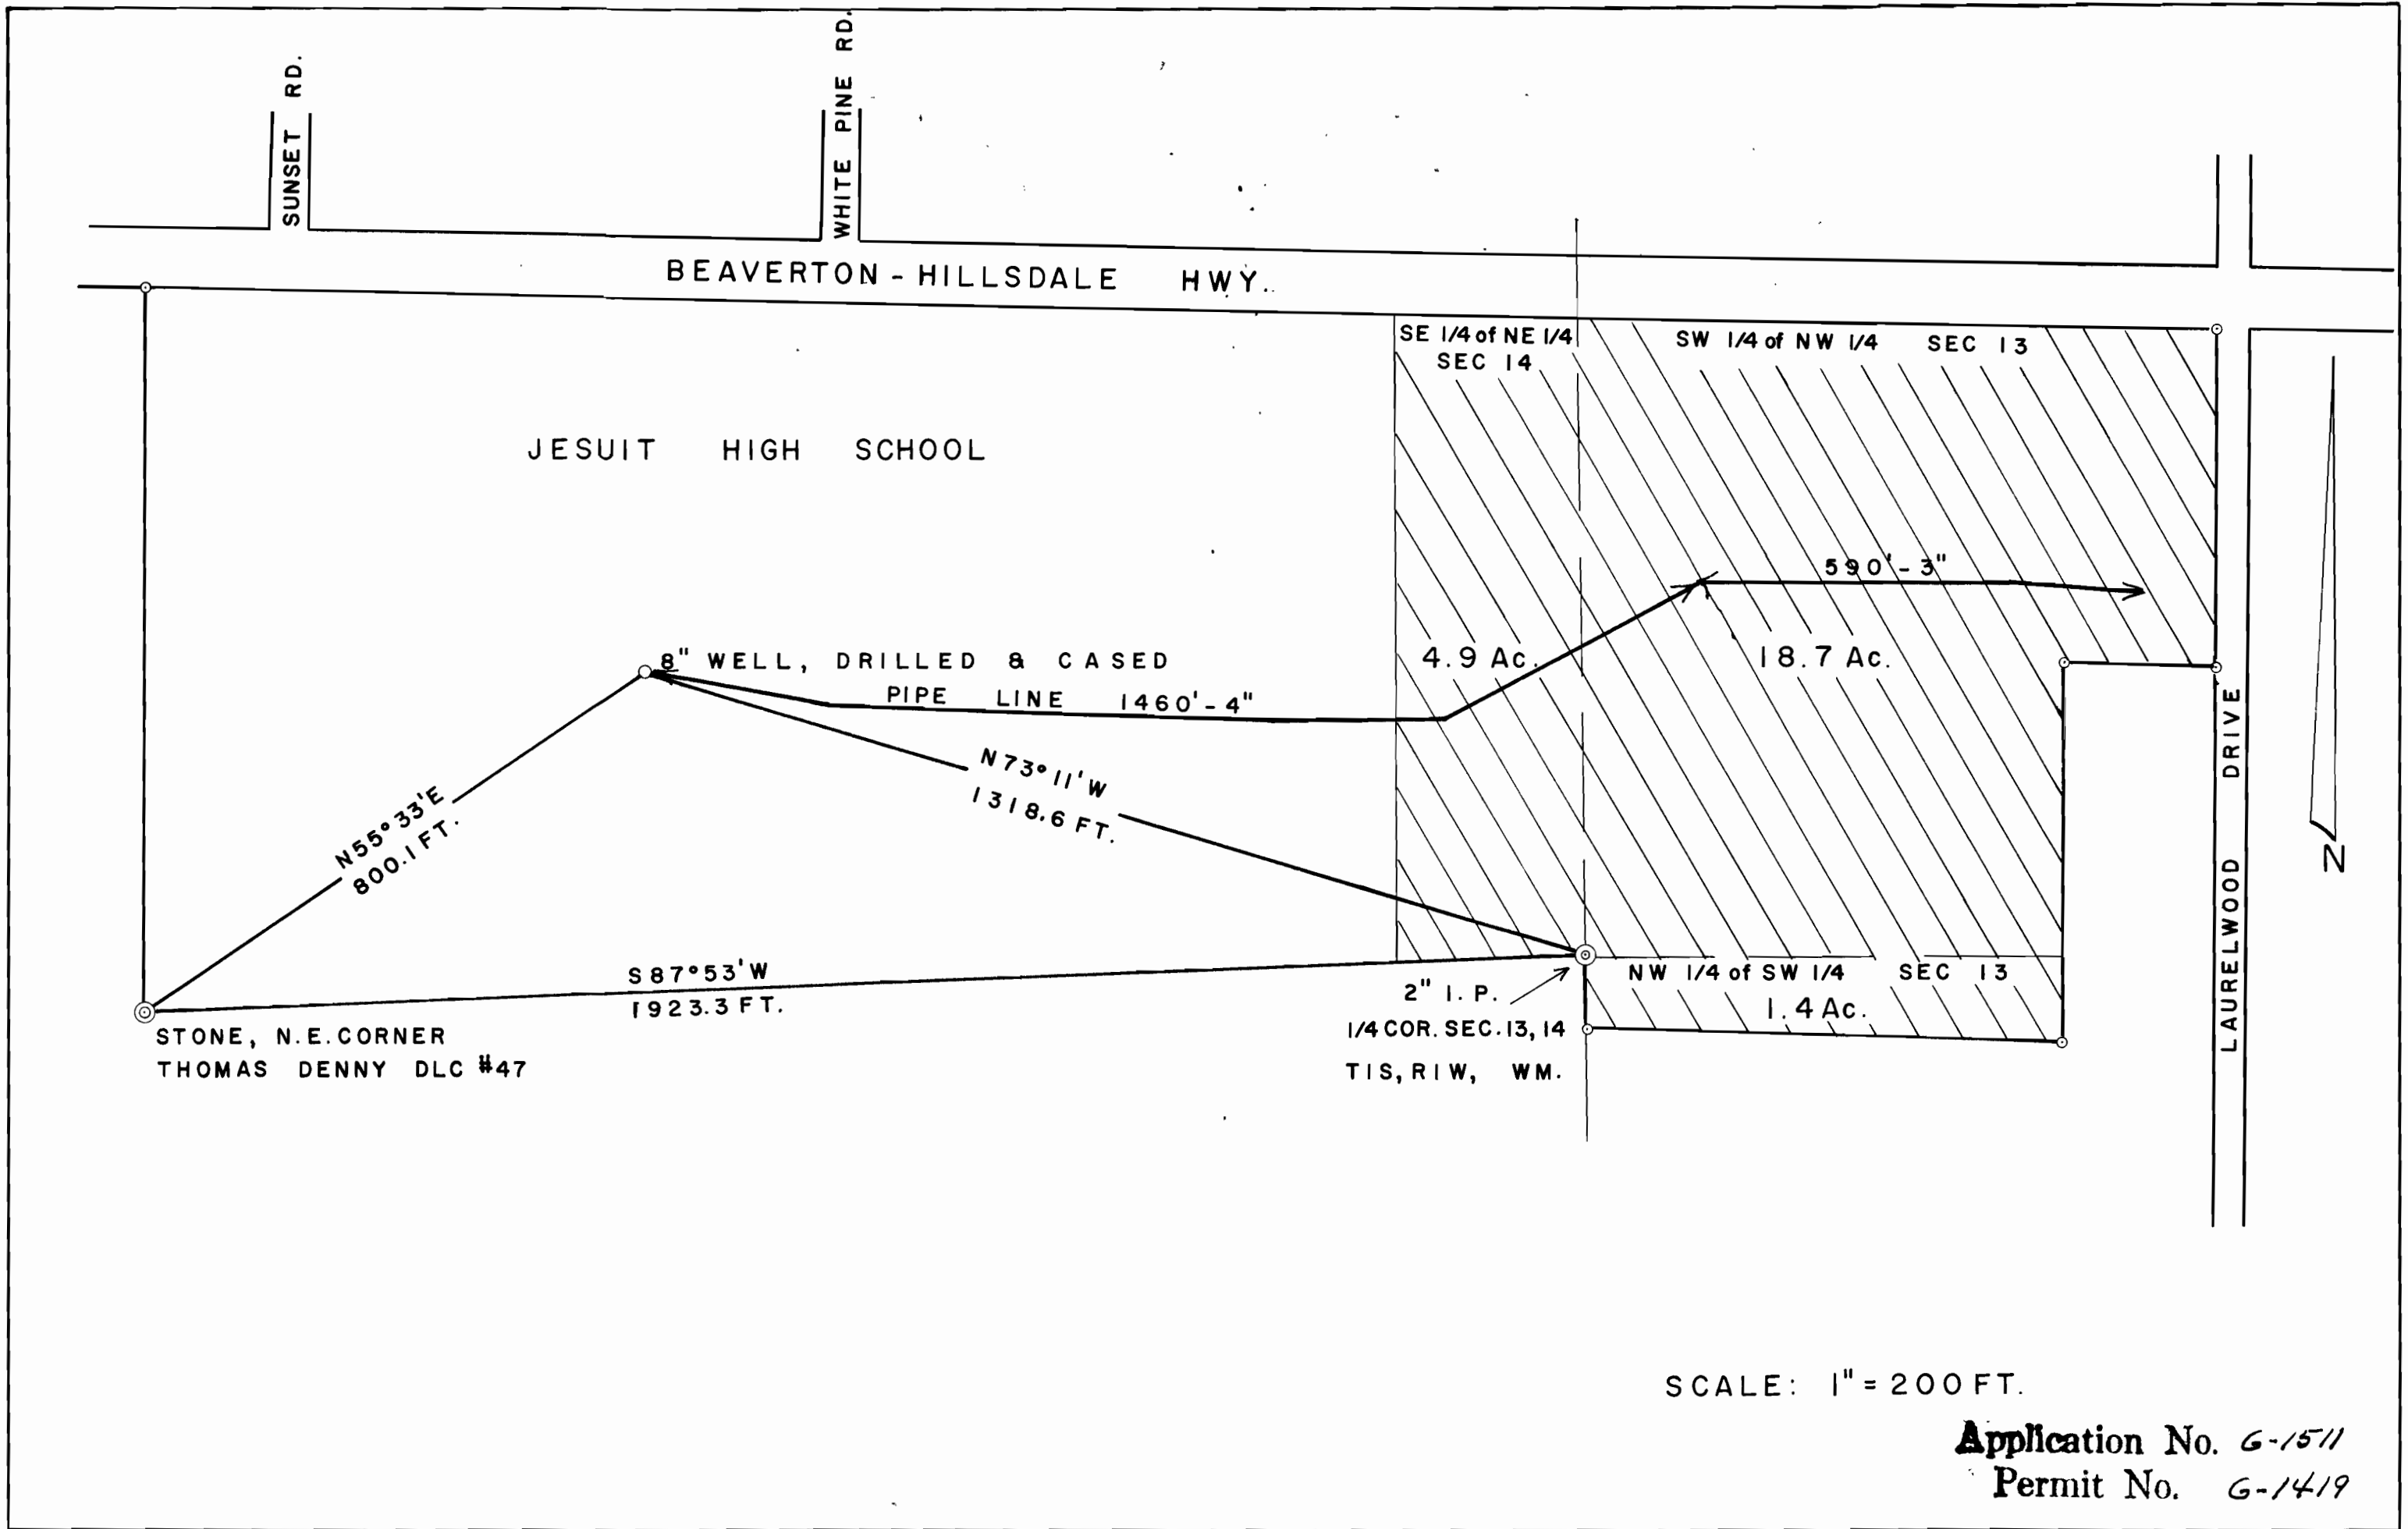 SUNSET RD.
WHITE PINE RD.
BEAVERTON - HILLSDALE HWY.
SE 1/4 of NE 1/4
SEC 14
SW 1/4 of NW 1/4 SEC 13
JESUIT HIGH SCHOOL
590'-3"
8" WELL, DRILLED & CASED
4.9 Ac.
18.7 Ac.
PIPE LINE 1460'-4"
N73°11'W
1318.6 FT.
N55°33'E
800.1 FT.
LAURELWOOD DRIVE
N
S87°53'W
1923.3 FT.
NW 1/4 of SW 1/4 SEC 13
1.4 Ac.
2" I.P.
1/4 COR. SEC. 13, 14
T1S, R1W, WM.
STONE, N.E. CORNER
THOMAS DENNY DLC #47
SCALE: 1" = 200 FT.
Application No. G-1511
Permit No. G-1419